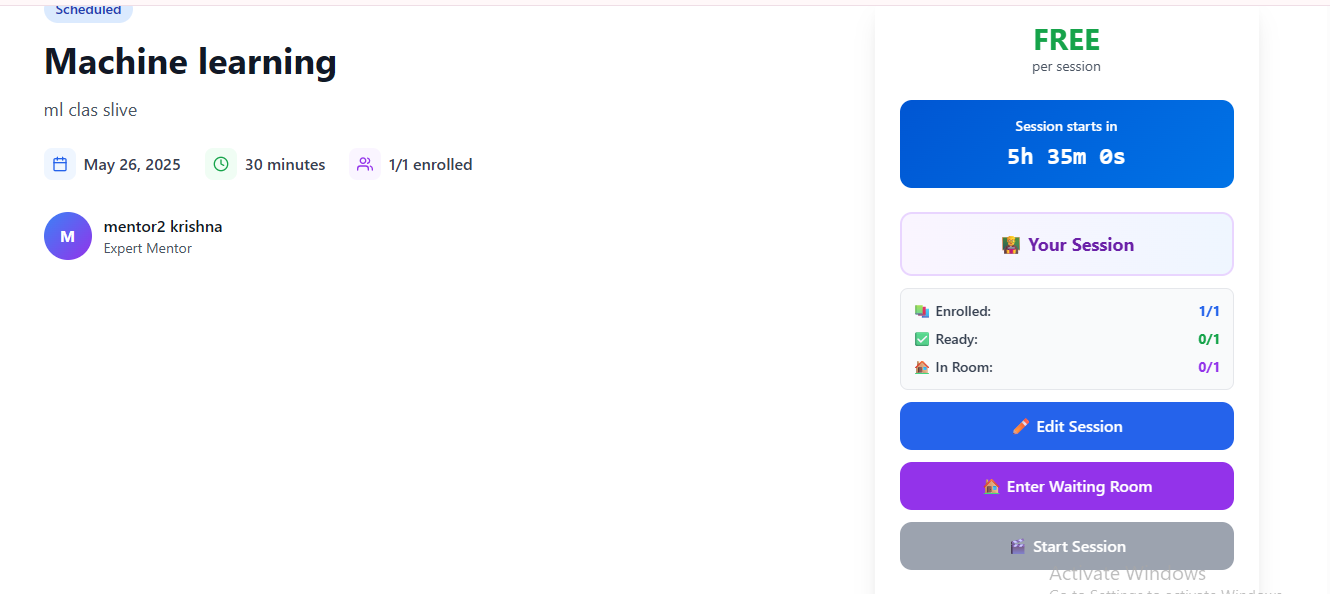 Scheduled
Machine learning
ml clas slive
May 26, 2025 30 minutes 1/1 enrolled
M
mentor2 krishna
Expert Mentor
FREE
per session
Session starts in
5h 35m 0s
Your Session
Enrolled: 1/1
Ready: 0/1
In Room: 0/1
Edit Session
Enter Waiting Room
Start Session
Activate Windows
Go to Settings to activate Windows.